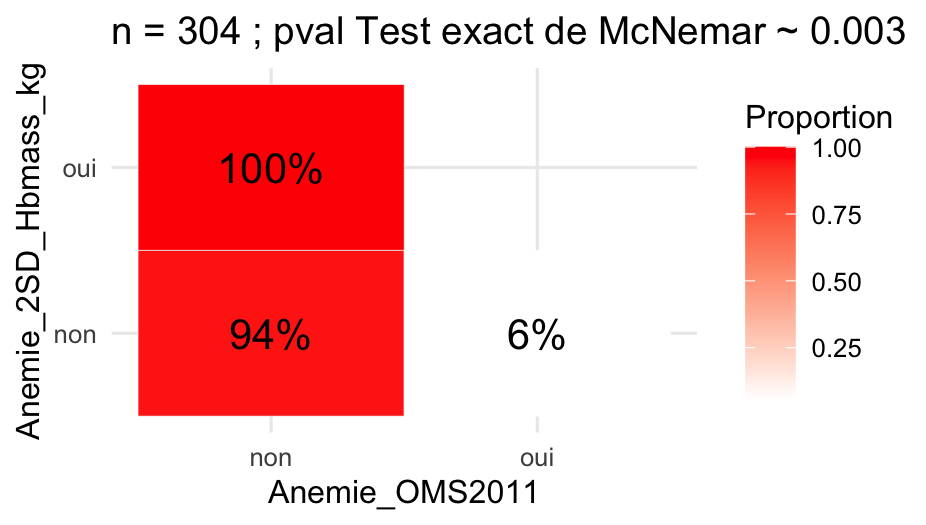 n = 304 ; pval Test exact de McNemar ~ 0.003
Anemie_2SD_Hbmass_kg
oui
non
100%
94%
6%
non
oui
Anemie_OMS2011
Proportion
1.00
0.75
0.50
0.25